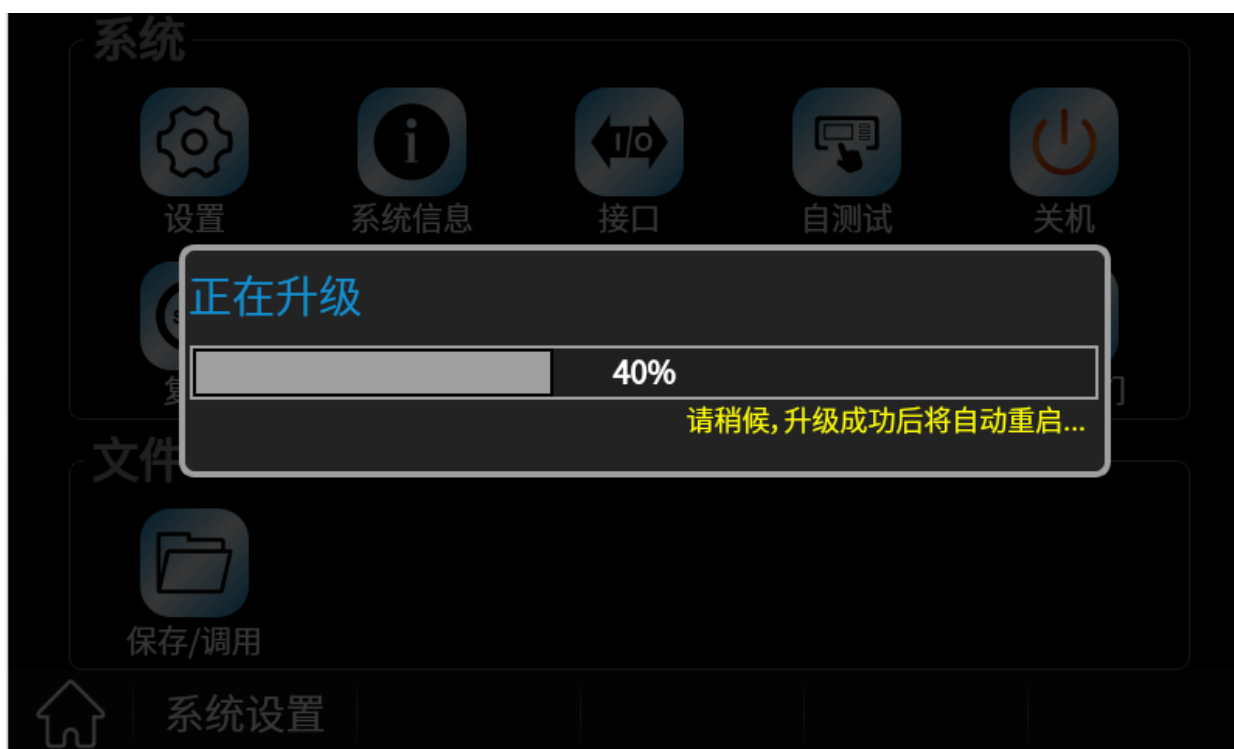 系统
I/O
设置
系统信息
接口
自测试
关机
正在升级
40%
请稍候,升级成功后将自动重启...
文件
保存/调用
系统设置